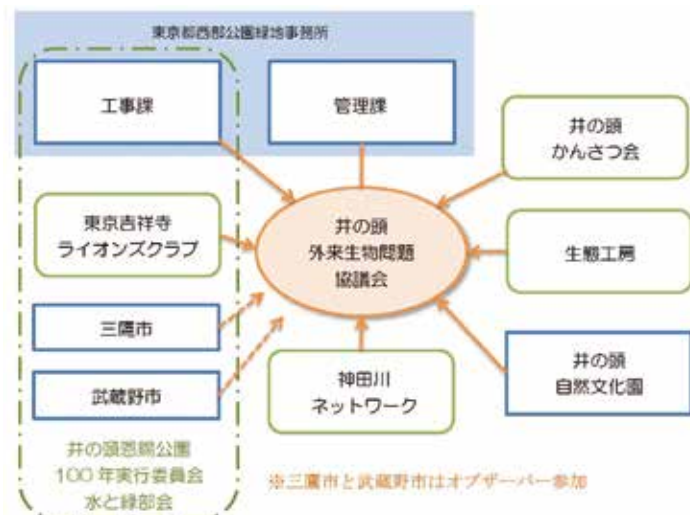 東京都西部公園緑地事務所
工事課
管理課
井の頭
かんさつ会
東京吉祥寺
ライオンズクラブ
井の頭
外来生物問題
協議会
生態工房
三鷹市
武蔵野市
神田川
ネットワーク
井の頭
自然文化園
井の頭恩賜公園
100年実行委員会
水と緑部会
※三鷹市と武蔵野市はオブザーバー参加